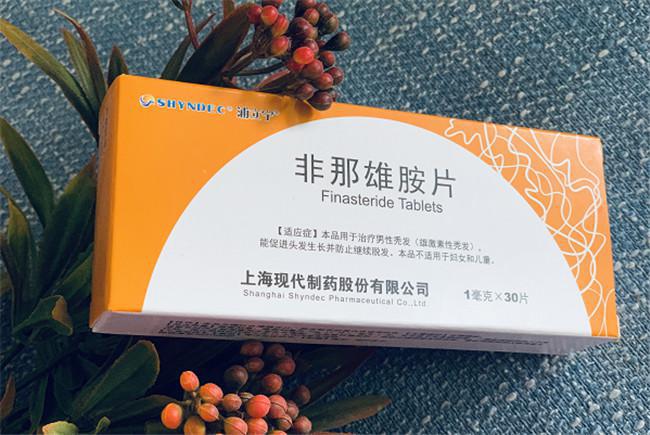 SHYNDEC® 浦立宁®
非那雄胺片
Finasteride Tablets
【适应症】本品用于治疗男性秃发(雄激素性秃发),
能促进头发生长并防止继续脱发。本品不适用于妇女和儿童。
上海现代制药股份有限公司
Shanghai Shyndec Pharmaceutical Co.,Ltd.
1毫克×30片